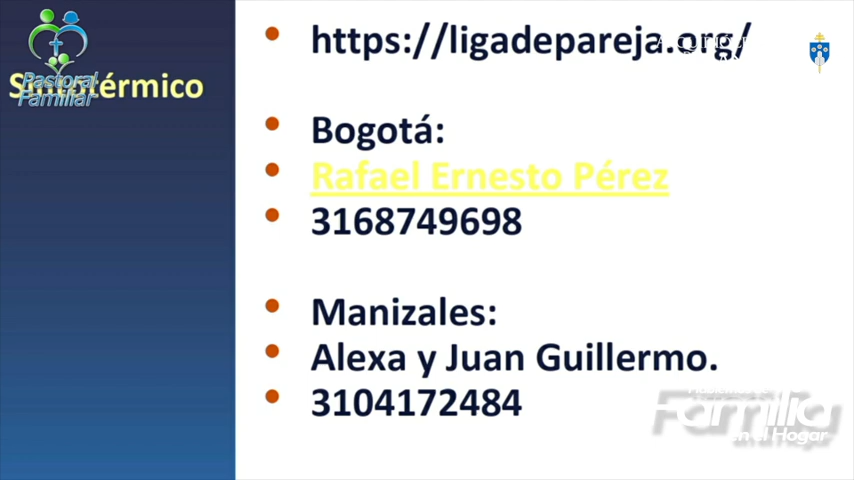 https://ligadepareja.org/
Pastoral
Familiar
Bogotá:
Rafael Ernesto Pérez
3168749698
Manizales:
Alexa y Juan Guillermo.
3104172484
Familia
en el Hogar